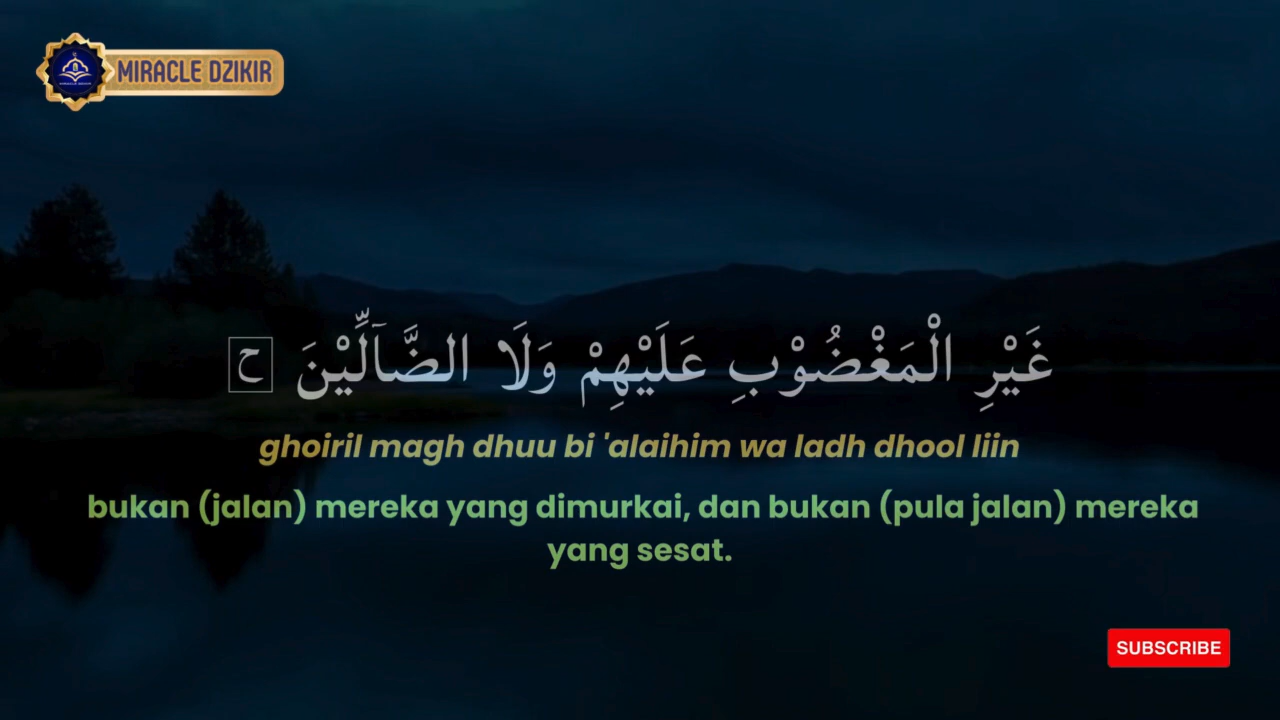 MIRACLE DZIKIR
غَيْرِ الْمَغْضُوْبِ عَلَيْهِمْ وَلَا الضَّآلِّيْنَ ح
ghoiril magh dhuu bi 'alaihim wa ladh dhool liin
bukan (jalan) mereka yang dimurkai, dan bukan (pula jalan) mereka
yang sesat.
SUBSCRIBE